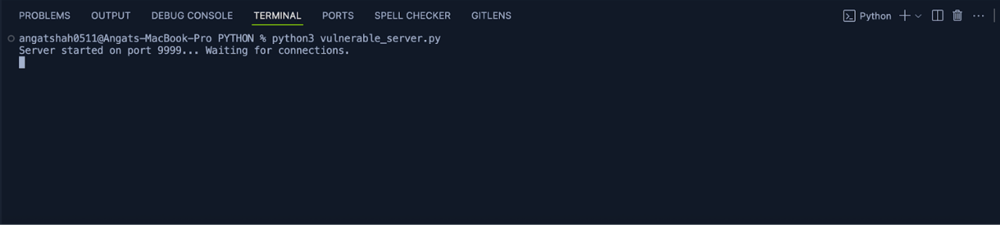 PROBLEMS OUTPUT DEBUG CONSOLE TERMINAL PORTS SPELL CHECKER GITLENS Python
angatshah0511@Angats-MacBook-Pro PYTHON % python3 vulnerable_server.py
Server started on port 9999... Waiting for connections.